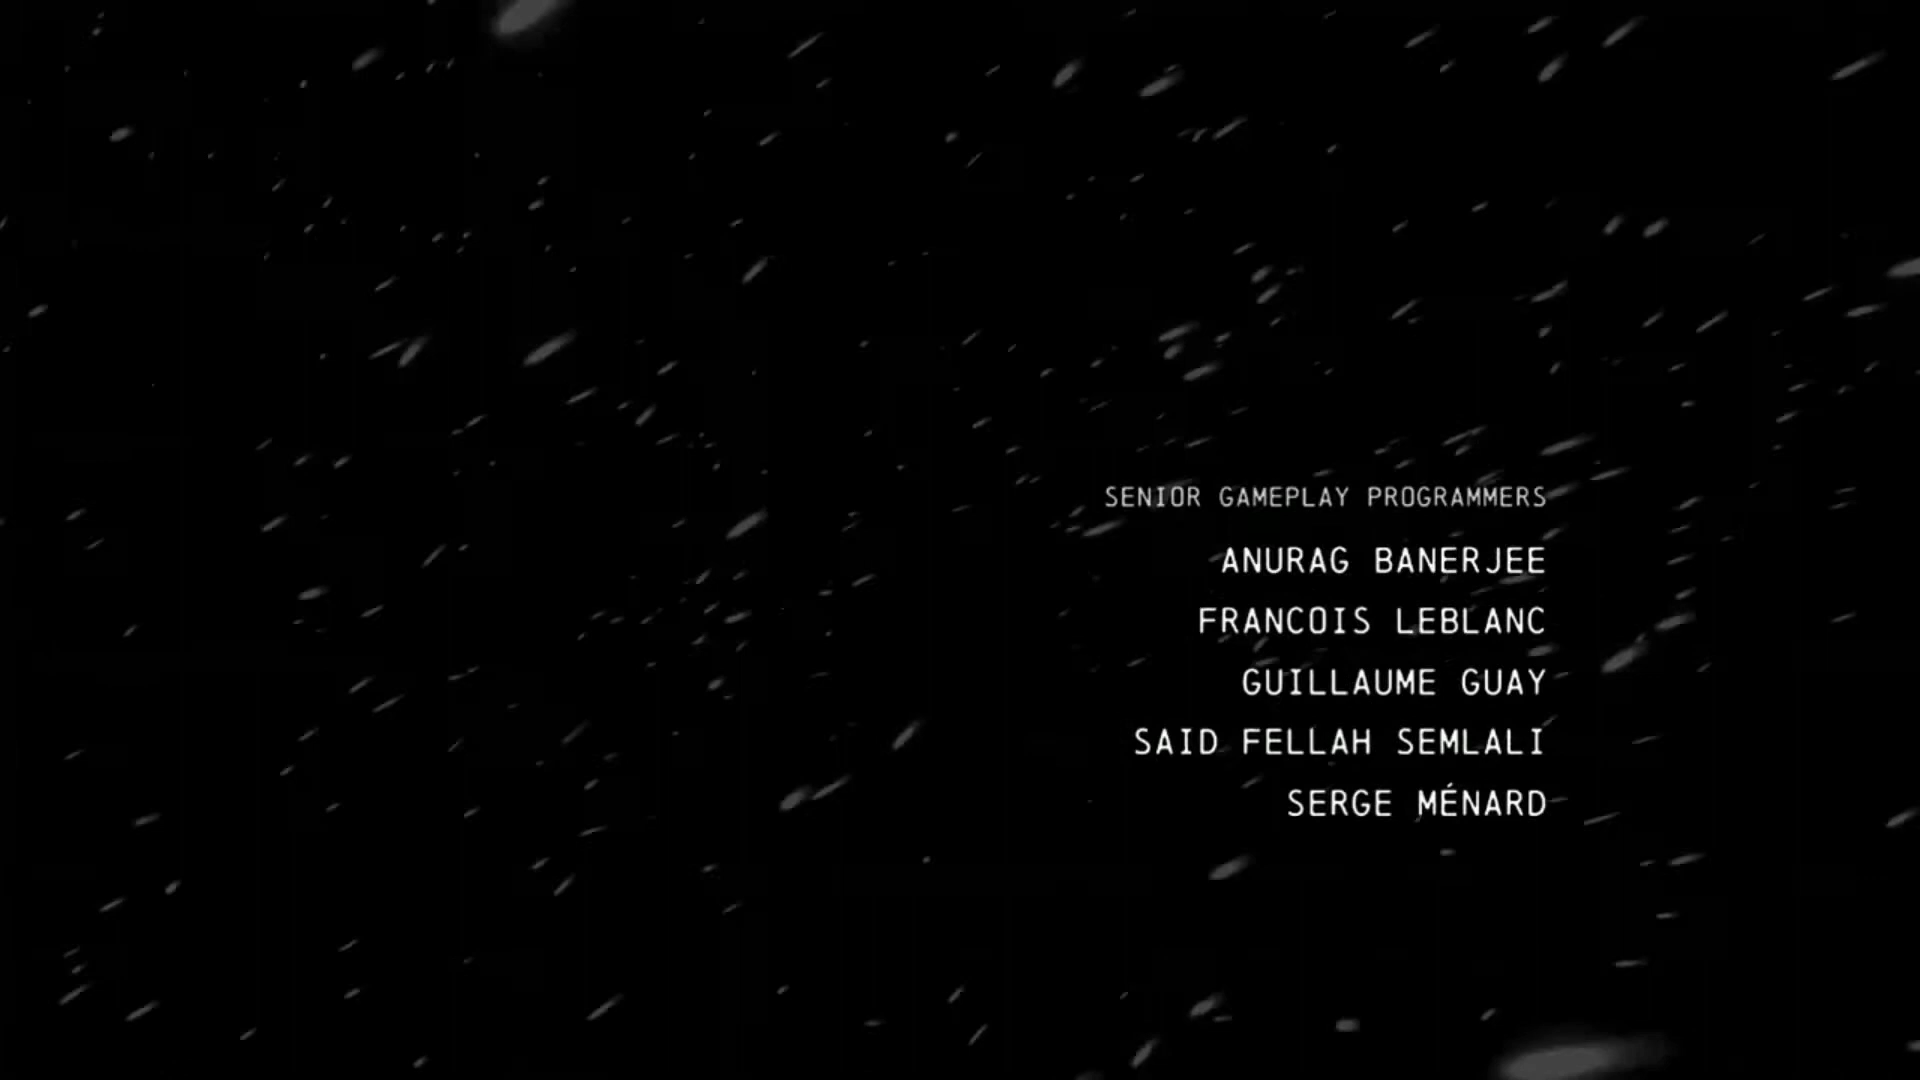 SENIOR GAMEPLAY PROGRAMMERS
ANURAG BANERJEE
FRANCOIS LEBLANC
GUILLAUME GUAY
SAID FELLAH SEMLALI
SERGE MÉNARD